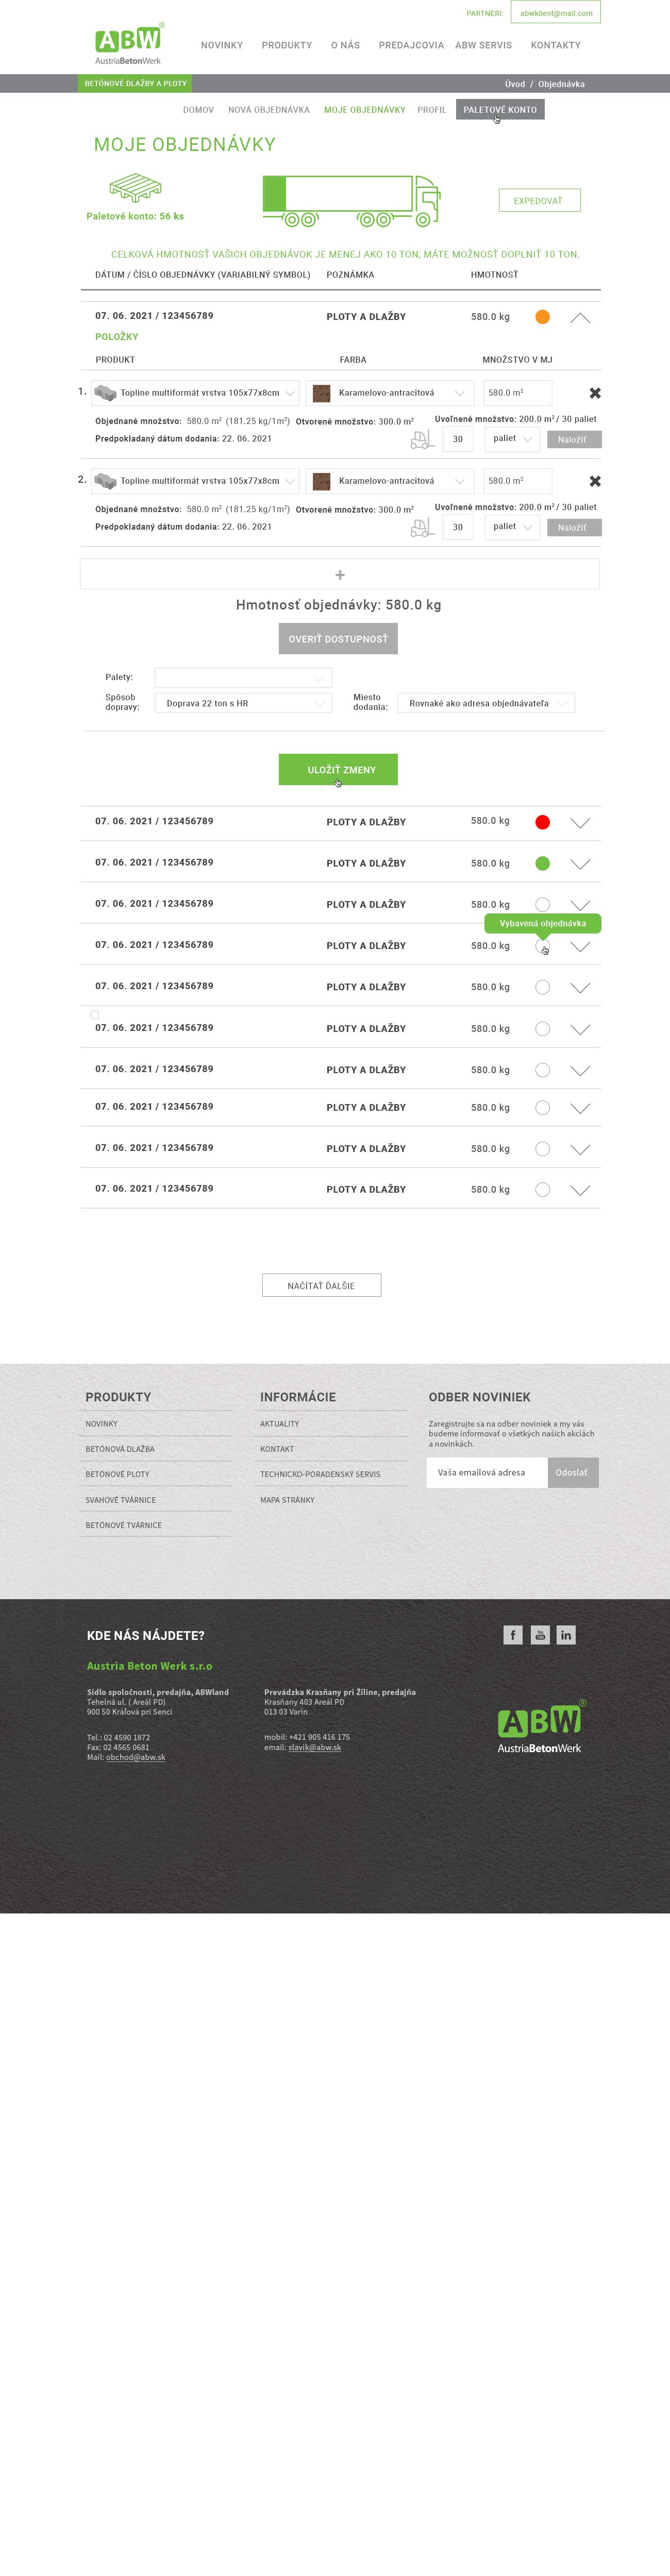 PARTNERI:
abwklient@mail.com
ABW®
AustriaBetonWerk
NOVINKY
PRODUKTY
O NÁS
PREDAJCOVIA
ABW SERVIS
KONTAKTY
BETÓNOVÉ DLAŽBY A PLOTY
Úvod / Objednávka
DOMOV
NOVÁ OBJEDNÁVKA
MOJE OBJEDNÁVKY
PROFIL
PALETOVÉ KONTO
MOJE OBJEDNÁVKY
Paletové konto: 56 ks
EXPEDOVAŤ
CELKOVÁ HMOTNOSŤ VAŠICH OBJEDNÁVOK JE MENEJ AKO 10 TON, MÁTE MOŽNOSŤ DOPLNIŤ 10 TON.
DÁTUM / ČÍSLO OBJEDNÁVKY (VARIABILNÝ SYMBOL)
POZNÁMKA
HMOTNOSŤ
07. 06. 2021 / 123456789
PLOTY A DLAŽBY
580.0 kg
POLOŽKY
PRODUKT
FARBA
MNOŽSTVO V MJ
1.
Topline multiformát vrstva 105x77x8cm
Karamelovo-antracitová
580.0 m²
Objednané množstvo: 580.0 m² (181.25 kg/1m²)
Otvorené množstvo: 300.0 m²
Uvoľnené množstvo: 200.0 m² / 30 paliet
Predpokladaný dátum dodania: 22. 06. 2021
30
paliet
Naložiť
2.
Topline multiformát vrstva 105x77x8cm
Karamelovo-antracitová
580.0 m²
Objednané množstvo: 580.0 m² (181.25 kg/1m²)
Otvorené množstvo: 300.0 m²
Uvoľnené množstvo: 200.0 m² / 30 paliet
Predpokladaný dátum dodania: 22. 06. 2021
30
paliet
Naložiť
+
Hmotnosť objednávky: 580.0 kg
OVERIŤ DOSTUPNOSŤ
Palety:
Spôsob
dopravy:
Doprava 22 ton s HR
Miesto
dodania:
Rovnaké ako adresa objednávateľa
ULOŽIŤ ZMENY
07. 06. 2021 / 123456789
PLOTY A DLAŽBY
580.0 kg
07. 06. 2021 / 123456789
PLOTY A DLAŽBY
580.0 kg
07. 06. 2021 / 123456789
PLOTY A DLAŽBY
580.0 kg
Vybavená objednávka
07. 06. 2021 / 123456789
PLOTY A DLAŽBY
580.0 kg
07. 06. 2021 / 123456789
PLOTY A DLAŽBY
580.0 kg
07. 06. 2021 / 123456789
PLOTY A DLAŽBY
580.0 kg
07. 06. 2021 / 123456789
PLOTY A DLAŽBY
580.0 kg
07. 06. 2021 / 123456789
PLOTY A DLAŽBY
580.0 kg
07. 06. 2021 / 123456789
PLOTY A DLAŽBY
580.0 kg
07. 06. 2021 / 123456789
PLOTY A DLAŽBY
580.0 kg
NAČÍTAŤ ĎALŠIE
PRODUKTY
NOVINKY
BETÓNOVÁ DLAŽBA
BETÓNOVÉ PLOTY
SVAHOVÉ TVÁRNICE
BETÓNOVÉ TVÁRNICE
INFORMÁCIE
AKTUALITY
KONTAKT
TECHNICKO-PORADENSKÝ SERVIS
MAPA STRÁNKY
ODBER NOVINIEK
Zaregistrujte sa na odber noviniek a my vás
budeme informovať o všetkých našich akciách
a novinkách.
Vaša emailová adresa
Odoslať
KDE NÁS NÁJDETE?
f
You Tube
in
Austria Beton Werk s.r.o
Sídlo spoločnosti, predajňa, ABWland
Tehelná ul. ( Areál PD)
900 50 Kráľová pri Senci
Tel.: 02 4590 1872
Fax: 02 4565 0681
Mail: obchod@abw.sk
Prevádzka Krasňany pri Žiline, predajňa
Krasňany 403 Areál PD
013 03 Varín
mobil: +421 905 416 175
email: slavik@abw.sk
ABW®
AustriaBetonWerk